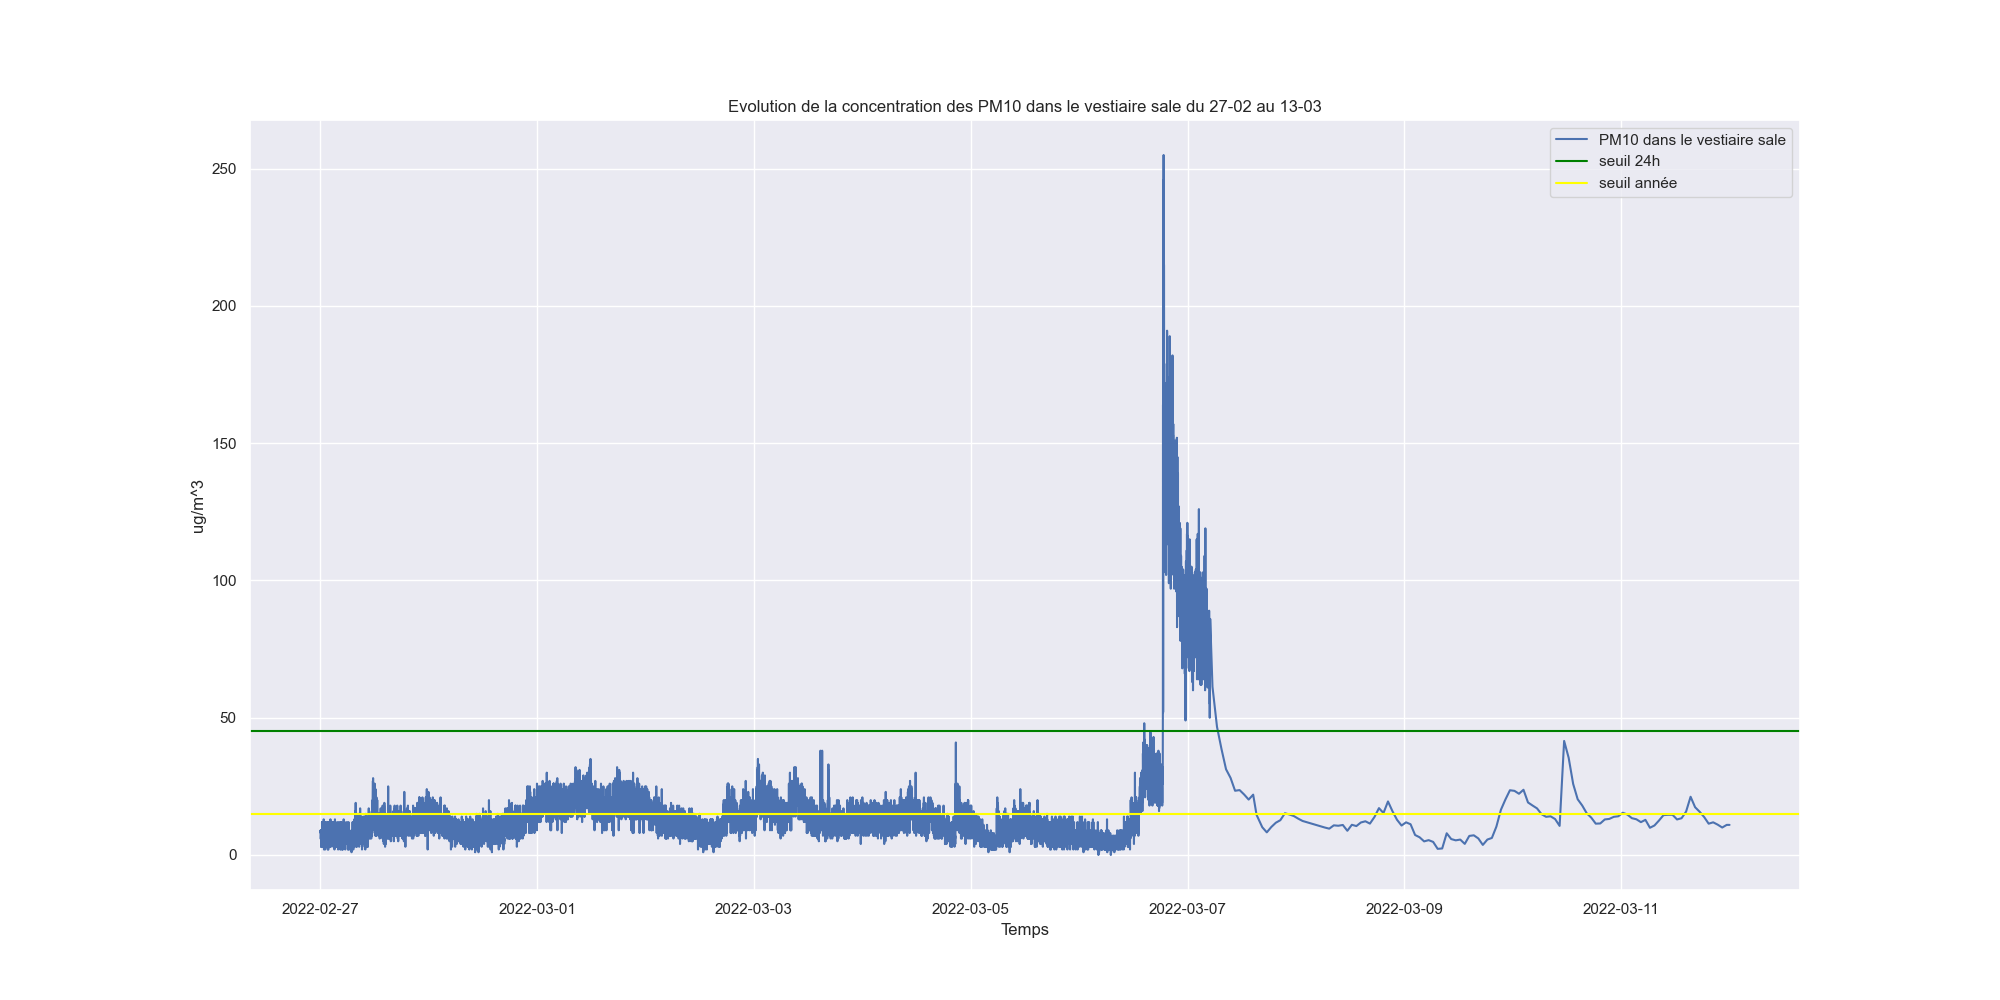 Evolution de la concentration des PM10 dans le vestiaire sale du 27-02 au 13-03
PM10 dans le vestiaire sale
seuil 24h
seuil année
250
200
150
100
50
0
ug/m^3
2022-02-27
2022-03-01
2022-03-03
2022-03-05
2022-03-07
2022-03-09
2022-03-11
Temps